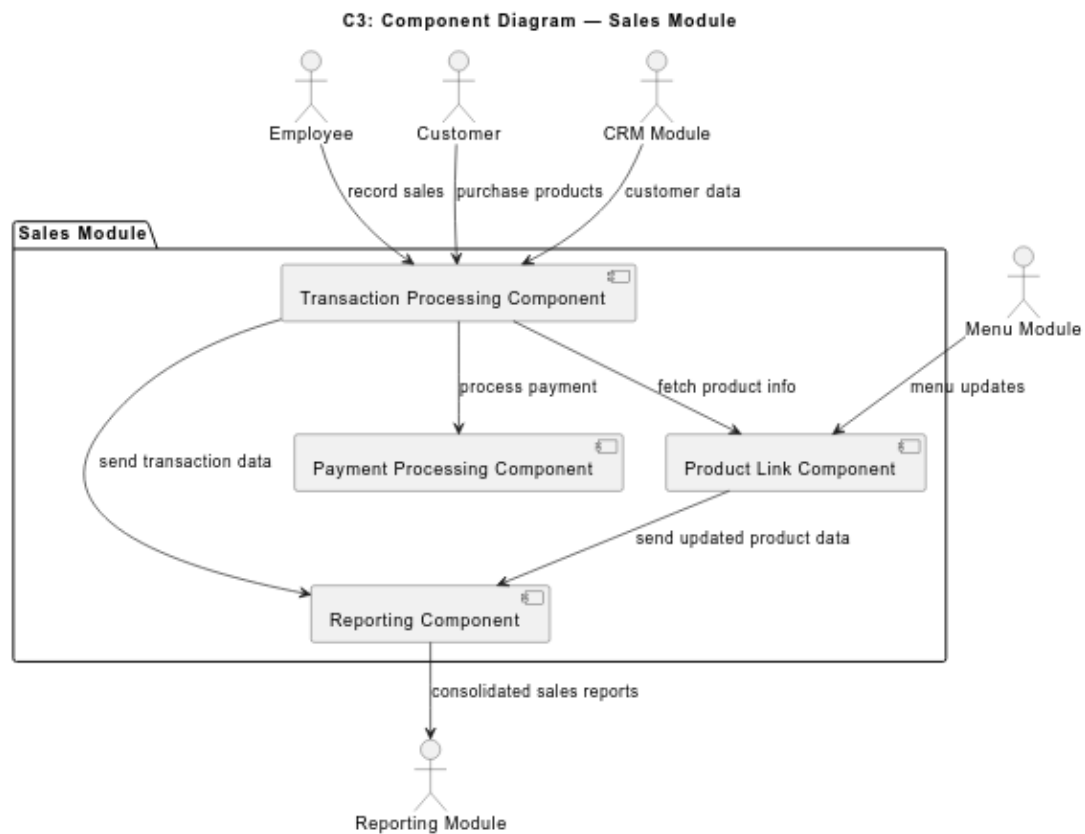 C3: Component Diagram — Sales Module
Employee
Customer
CRM Module
record sales
purchase products
customer data
Sales Module
Transaction Processing Component
Menu Module
process payment
fetch product info
menu updates
send transaction data
Payment Processing Component
Product Link Component
send updated product data
Reporting Component
consolidated sales reports
Reporting Module